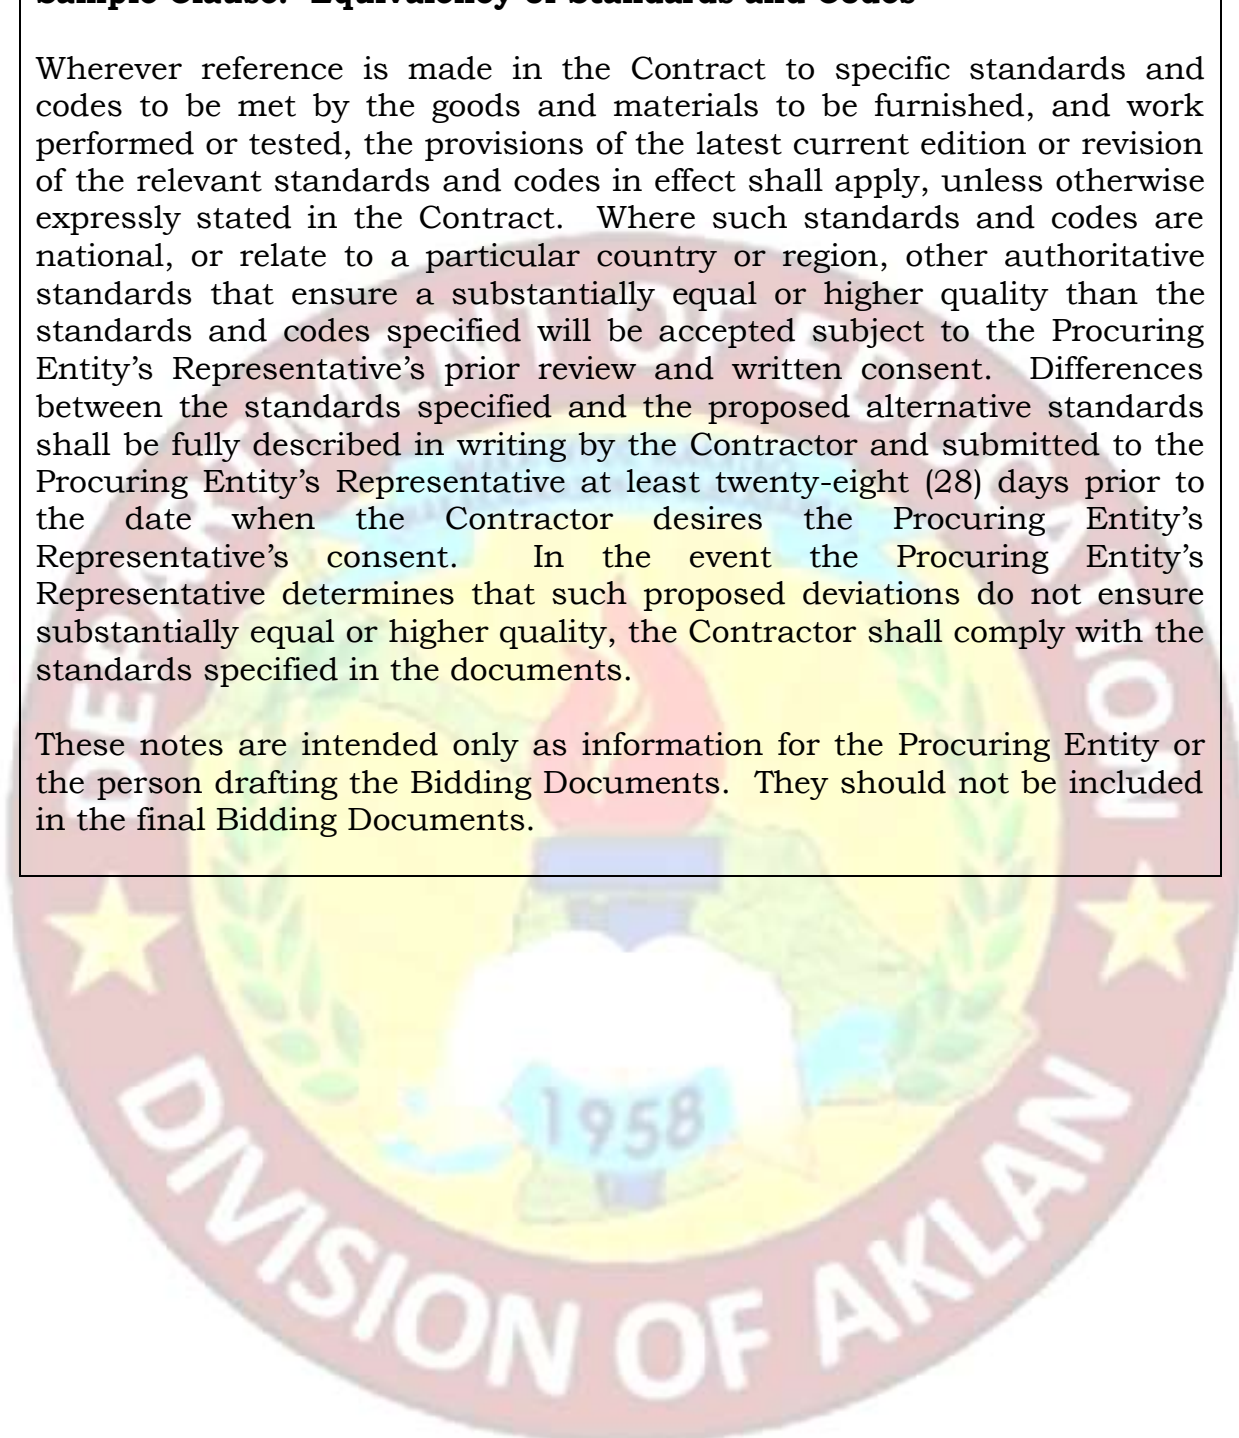 Sample Clause: Equivalency of Standards and Codes
Wherever reference is made in the Contract to specific standards and
codes to be met by the goods and materials to be furnished, and work
performed or tested, the provisions of the latest current edition or revision
of the relevant standards and codes in effect shall apply, unless otherwise
expressly stated in the Contract. Where such standards and codes are
national, or relate to a particular country or region, other authoritative
standards that ensure a substantially equal or higher quality than the
standards and codes specified will be accepted subject to the Procuring
Entity’s Representative’s prior review and written consent. Differences
between the standards specified and the proposed alternative standards
shall be fully described in writing by the Contractor and submitted to the
Procuring Entity’s Representative at least twenty-eight (28) days prior to
the date when the Contractor desires the Procuring Entity’s
Representative’s consent. In the event the Procuring Entity’s
Representative determines that such proposed deviations do not ensure
substantially equal or higher quality, the Contractor shall comply with the
standards specified in the documents.
These notes are intended only as information for the Procuring Entity or
the person drafting the Bidding Documents. They should not be included
in the final Bidding Documents.
DEPARTMENT OF EDUCATION
1958
DIVISION OF AKLAN